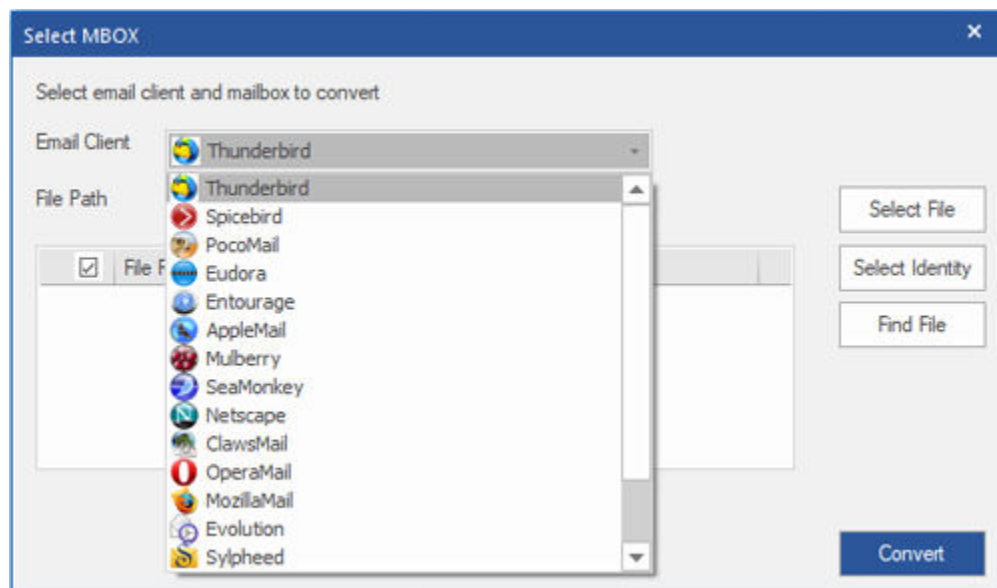 Select MBOX
Select email client and mailbox to convert
Email Client
Thunderbird
File Path
Thunderbird
Spicebird
PocoMail
Eudora
Entourage
AppleMail
Mulberry
SeaMonkey
Netscape
ClawsMail
OperaMail
MozillaMail
Evolution
Sylpheed
File
Select File
Select Identity
Find File
Convert